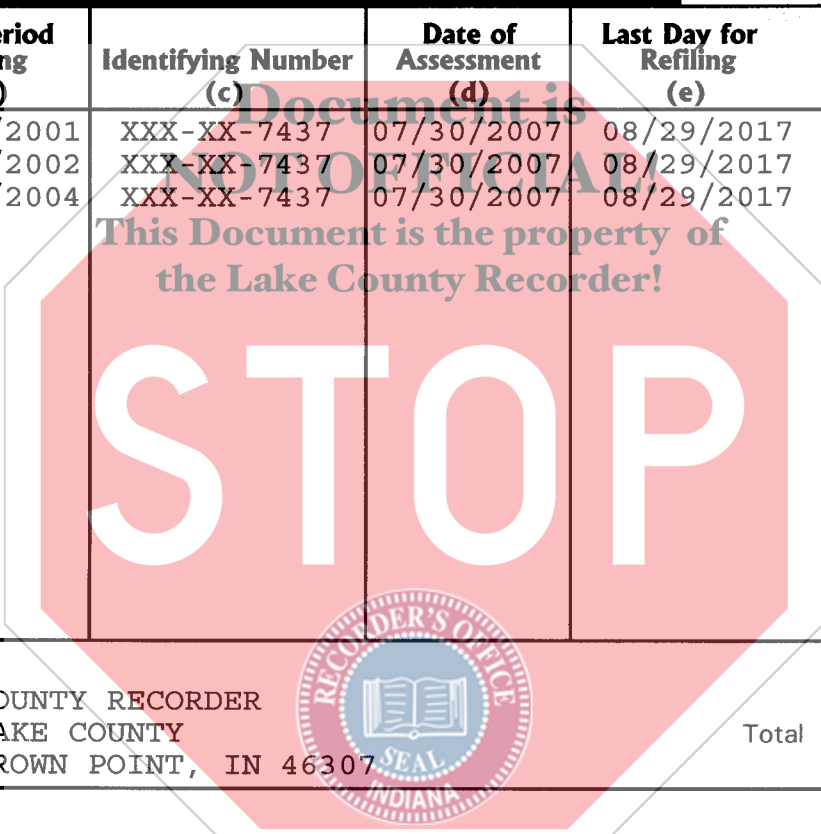 eriod Date of Last Day for
ng Identifying Number Assessment Refiling
) (c) (d) (e)
Document is
/2001 XXX-XX-7437 07/30/2007 08/29/2017
/2002 XXX-XX-7437 07/30/2007 08/29/2017
NOT OFFICIAL!
/2004 XXX-XX-7437 07/30/2007 08/29/2017
This Document is the property of
the Lake County Recorder!
STOP
RECORDER'S OFFICE
OUNTY RECORDER
AKE COUNTY Total
ROWN POINT, IN 46307
SEAL
INDIANA